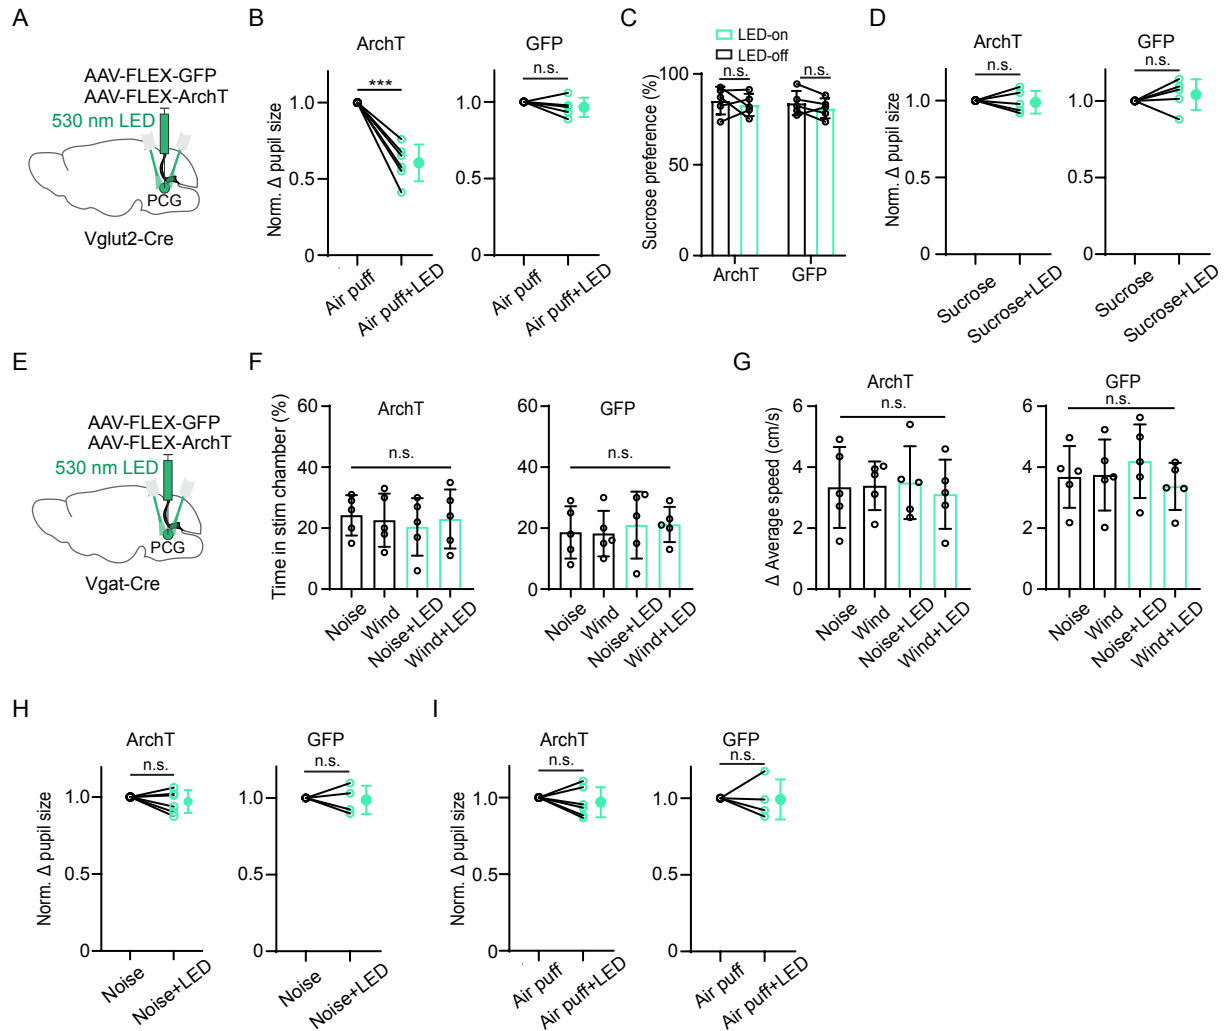 A
AAV-FLEX-GFP
AAV-FLEX-ArchT
530 nm LED
PCG
Vglut2-Cre
B
ArchT
GFP
***
n.s.
Norm. Δ pupil size
1.0
0.5
0
Air puff
Air puff+LED
1.0
0.5
0
Air puff
Air puff+LED
C
LED-on
LED-off
n.s.
n.s.
Sucrose preference (%)
100
50
0
ArchT
GFP
D
ArchT
GFP
n.s.
n.s.
Norm. Δ pupil size
1.0
0.5
0
Sucrose
Sucrose+LED
1.0
0.5
0
Sucrose
Sucrose+LED
E
AAV-FLEX-GFP
AAV-FLEX-ArchT
530 nm LED
PCG
Vgat-Cre
F
ArchT
GFP
n.s.
n.s.
Time in stim chamber (%)
60
40
20
0
Noise
Wind
Noise+LED
Wind+LED
60
40
20
0
Noise
Wind
Noise+LED
Wind+LED
G
ArchT
GFP
n.s.
n.s.
Δ Average speed (cm/s)
6
4
2
0
Noise
Wind
Noise+LED
Wind+LED
6
4
2
0
Noise
Wind
Noise+LED
Wind+LED
H
ArchT
GFP
n.s.
n.s.
Norm. Δ pupil size
1.0
0.5
0
Noise
Noise+LED
1.0
0.5
0
Noise
Noise+LED
I
ArchT
GFP
n.s.
n.s.
Norm. Δ pupil size
1.0
0.5
0
Air puff
Air puff+LED
1.0
0.5
0
Air puff
Air puff+LED